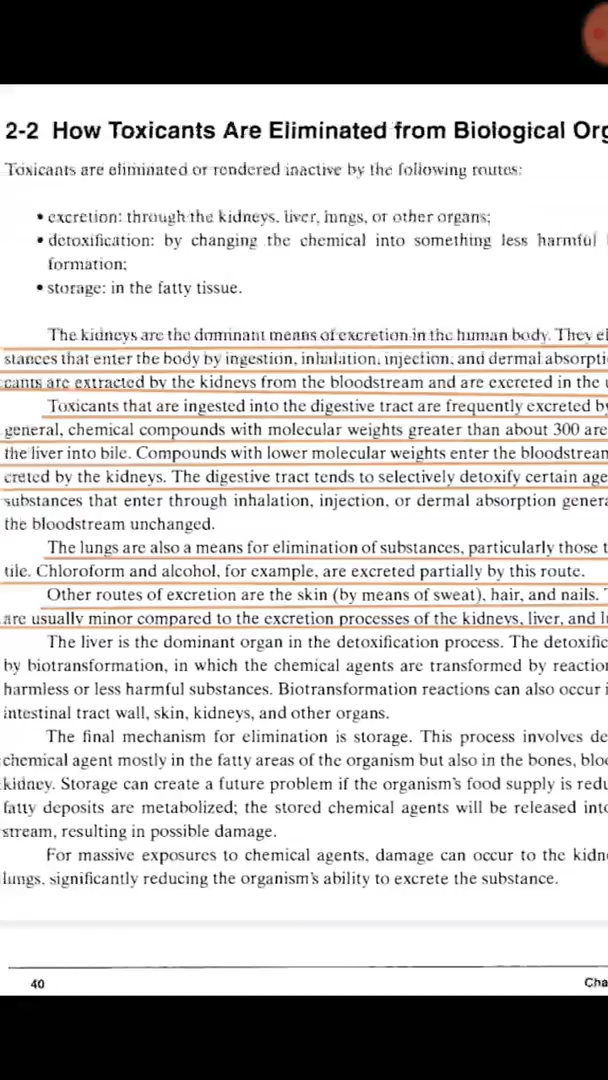 2-2 How Toxicants Are Eliminated from Biological Org
Toxicants are eliminated or rendered inactive by the following routes:
• excretion: through the kidneys, liver, lungs, or other organs;
• detoxification: by changing the chemical into something less harmful
formation;
• storage: in the fatty tissue.
The kidneys are the dominant means of excretion in the human body. They el
stances that enter the body by ingestion, inhalation, injection, and dermal absorpti
cants are extracted by the kidneys from the bloodstream and are excreted in the u
Toxicants that are ingested into the digestive tract are frequently excreted by
general, chemical compounds with molecular weights greater than about 300 are
the liver into bile. Compounds with lower molecular weights enter the bloodstream
creted by the kidneys. The digestive tract tends to selectively detoxify certain age
substances that enter through inhalation, injection, or dermal absorption genera
the bloodstream unchanged.
The lungs are also a means for elimination of substances, particularly those t
tile. Chloroform and alcohol, for example, are excreted partially by this route.
Other routes of excretion are the skin (by means of sweat), hair, and nails. T
are usually minor compared to the excretion processes of the kidneys, liver, and lu
The liver is the dominant organ in the detoxification process. The detoxific
by biotransformation, in which the chemical agents are transformed by reaction
harmless or less harmful substances. Biotransformation reactions can also occur i
intestinal tract wall, skin, kidneys, and other organs.
The final mechanism for elimination is storage. This process involves de
chemical agent mostly in the fatty areas of the organism but also in the bones, bloo
kidney. Storage can create a future problem if the organism's food supply is redu
fatty deposits are metabolized; the stored chemical agents will be released into
stream, resulting in possible damage.
For massive exposures to chemical agents, damage can occur to the kidne
lungs, significantly reducing the organism's ability to excrete the substance.
40
Cha